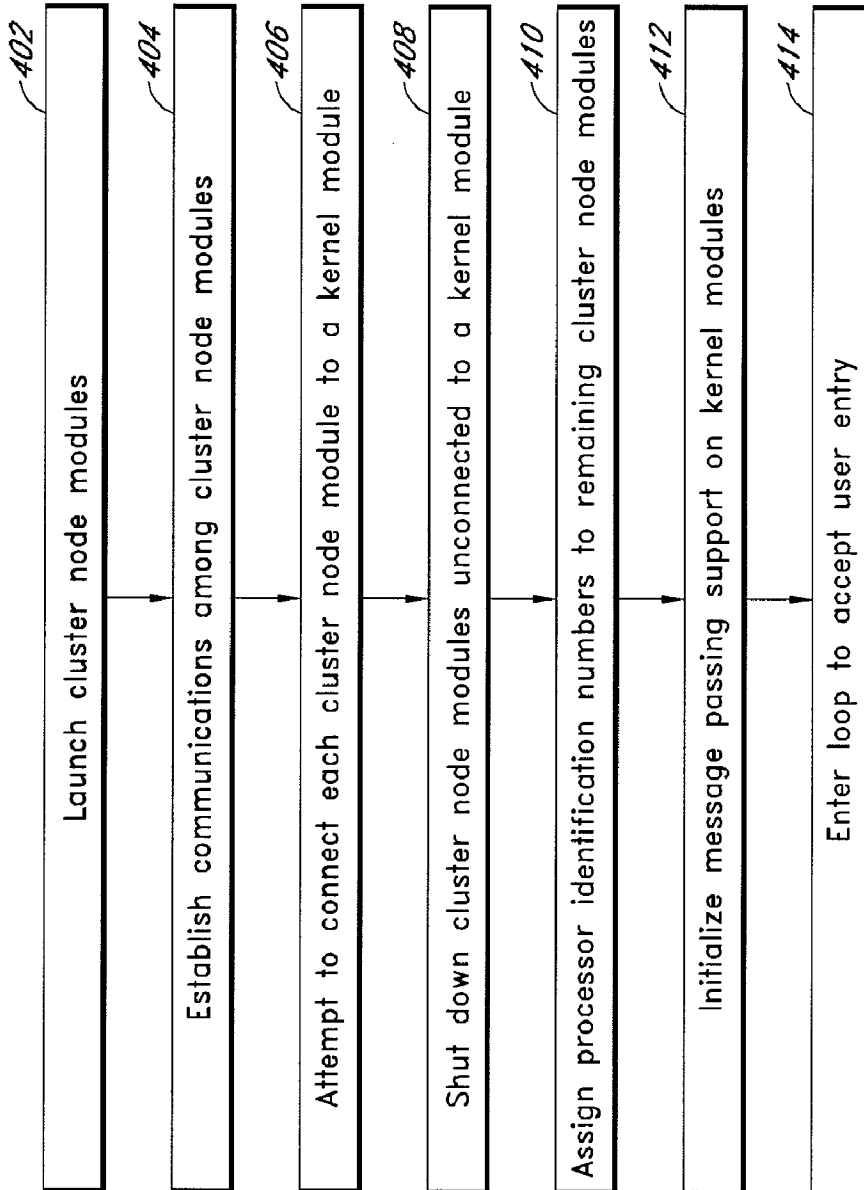 402
Launch cluster node modules
404
Establish communications among cluster node modules
406
Attempt to connect each cluster node module to a kernel module
408
Shut down cluster node modules unconnected to a kernel module
410
Assign processor identification numbers to remaining cluster node modules
412
Initialize message passing support on kernel modules
414
Enter loop to accept user entry